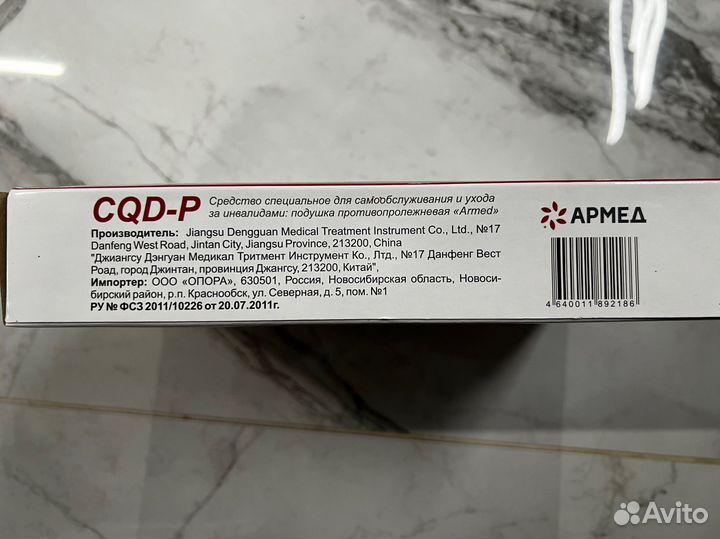 CQD-P
Средство специальное для самообслуживания и ухода
за инвалидами: подушка противопролежневая «Armed»
АРМЕД
Производитель: Jiangsu Dengguan Medical Treatment Instrument Co., Ltd., №17
Danfeng West Road, Jintan City, Jiangsu Province, 213200, China
"Джиангсу Дэнгуан Медикал Тритмент Инструмент Ко., Лтд., №17 Данфенг Вест
Роад, город Джинтан, провинция Джангсу, 213200, Китай",
Импортер: ООО «ОПОРА», 630501, Россия, Новосибирская область, Новоси-
бирский район, р.п. Краснообск, ул. Северная, д. 5, пом. №1
РУ № ФСЗ 2011/10226 от 20.07.2011г.
4 640011 892186
Avito